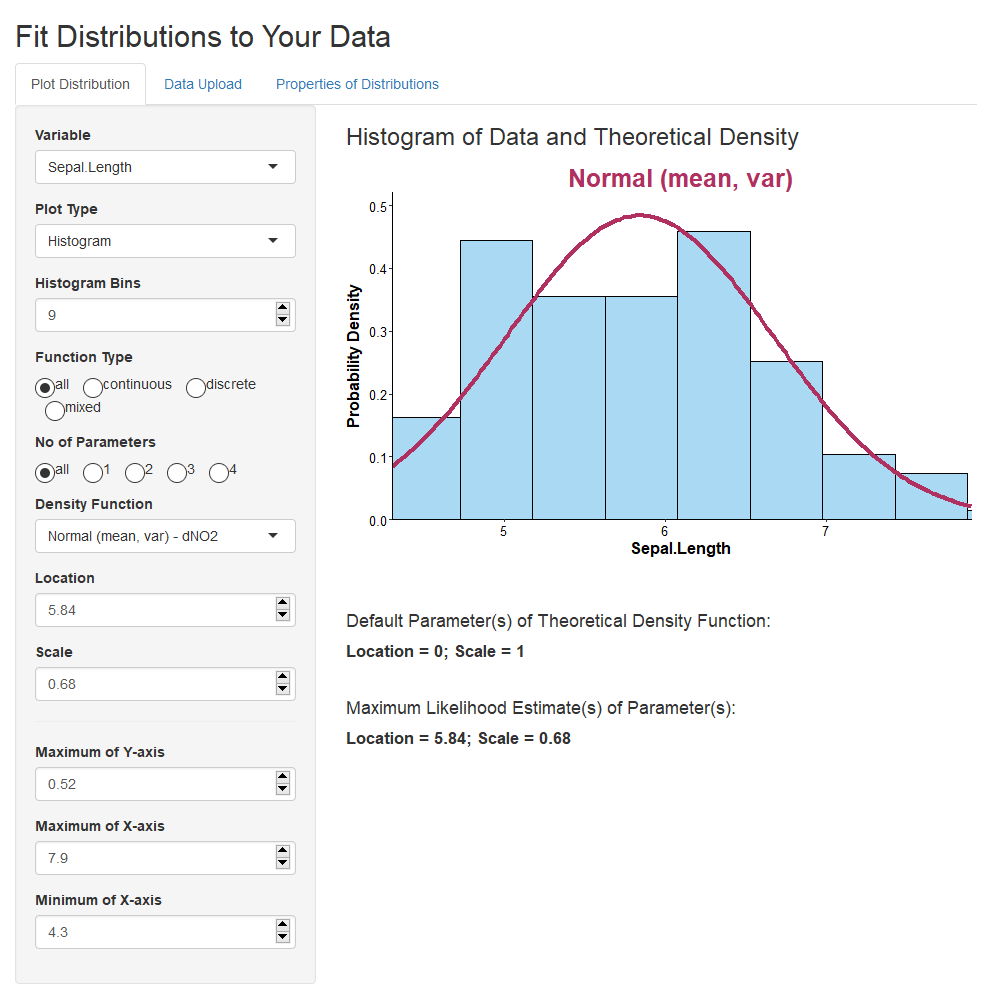 Fit Distributions to Your Data
Plot Distribution Data Upload Properties of Distributions
Variable
Sepal.Length
Plot Type
Histogram
Histogram Bins
9
Function Type
all continuous discrete
mixed
No of Parameters
all 1 2 3 4
Density Function
Normal (mean, var) - dNO2
Location
5.84
Scale
0.68
Maximum of Y-axis
0.52
Maximum of X-axis
7.9
Minimum of X-axis
4.3
Histogram of Data and Theoretical Density
Normal (mean, var)
Probability Density
0.5
0.4
0.3
0.2
0.1
0.0
5 6 7
Sepal.Length
Default Parameter(s) of Theoretical Density Function:
Location = 0; Scale = 1
Maximum Likelihood Estimate(s) of Parameter(s):
Location = 5.84; Scale = 0.68